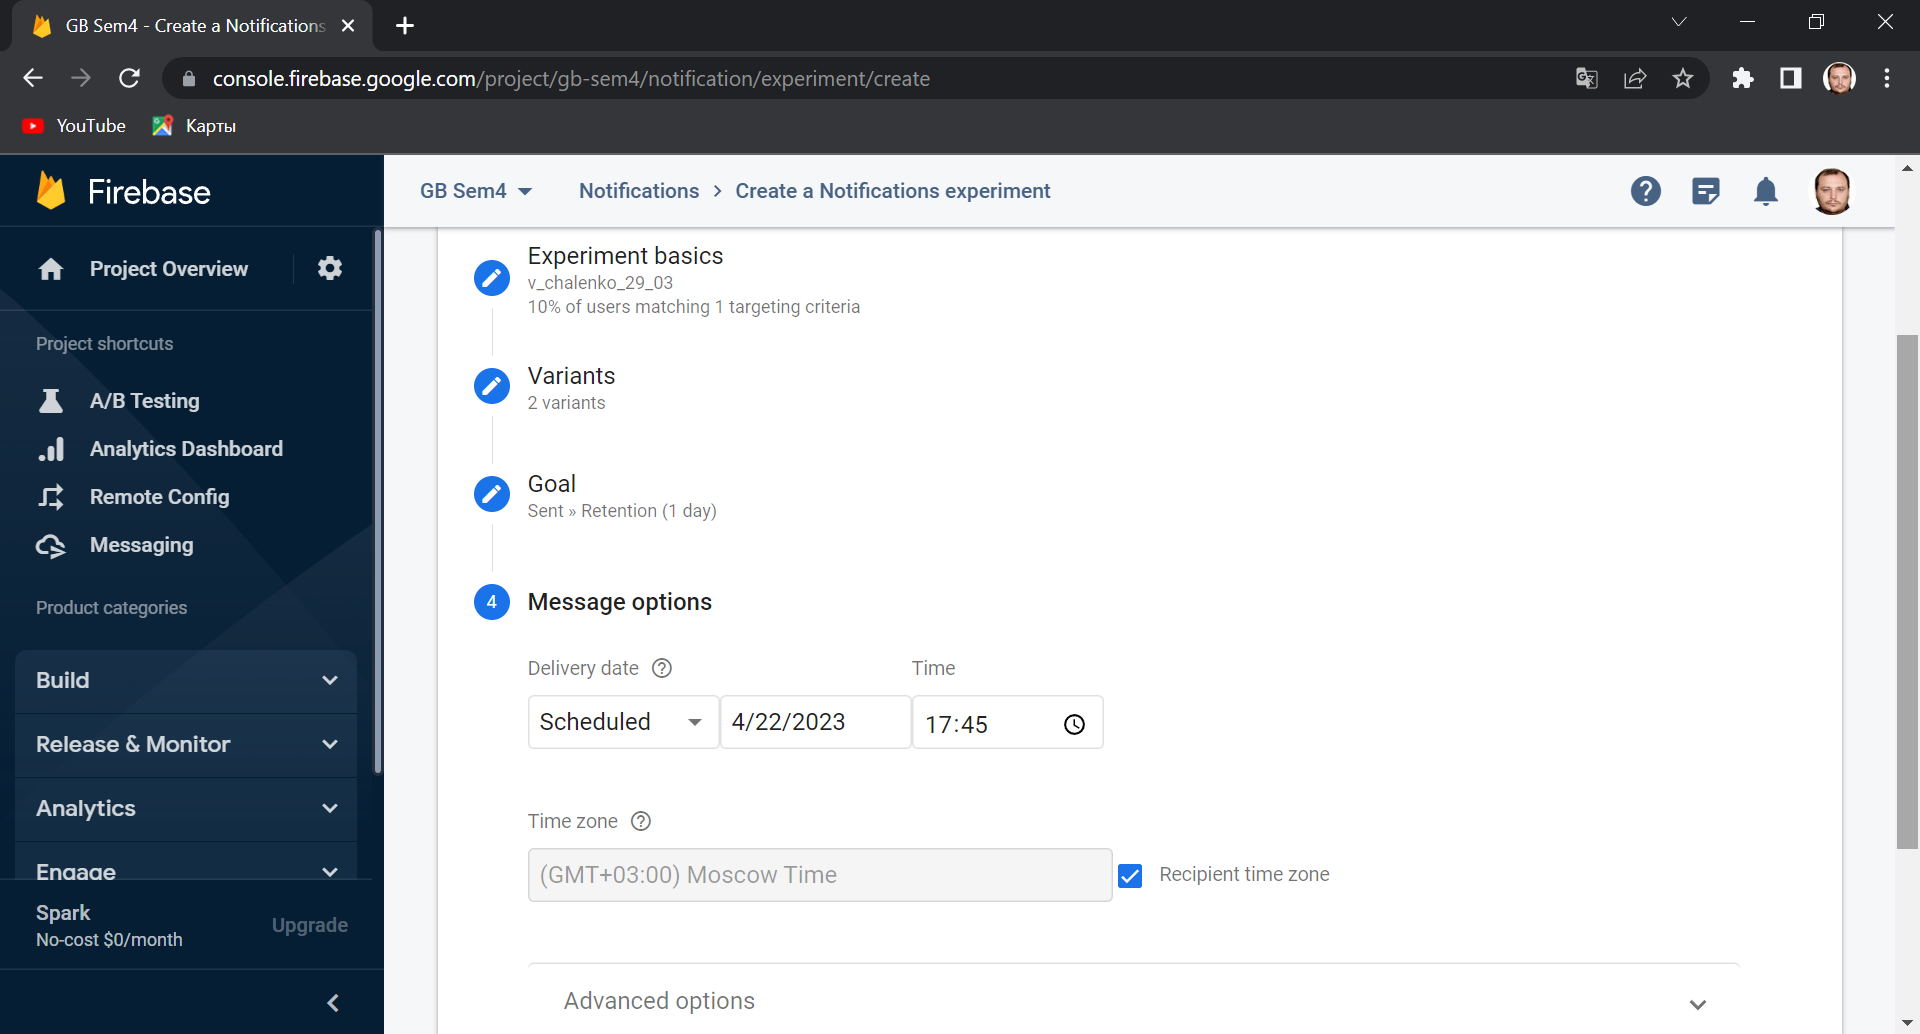 GB Sem4 - Create a Notifications
console.firebase.google.com/project/gb-sem4/notification/experiment/create
YouTube
Карты
Firebase
GB Sem4
Notifications > Create a Notifications experiment
Project Overview
Project shortcuts
A/B Testing
Analytics Dashboard
Remote Config
Messaging
Product categories
Build
Release & Monitor
Analytics
Engage
Spark
No-cost $0/month
Upgrade
Experiment basics
v_chalenko_29_03
10% of users matching 1 targeting criteria
Variants
2 variants
Goal
Sent » Retention (1 day)
4 Message options
Delivery date
Time
Scheduled
4/22/2023
17:45
Time zone
(GMT+03:00) Moscow Time
Recipient time zone
Advanced options